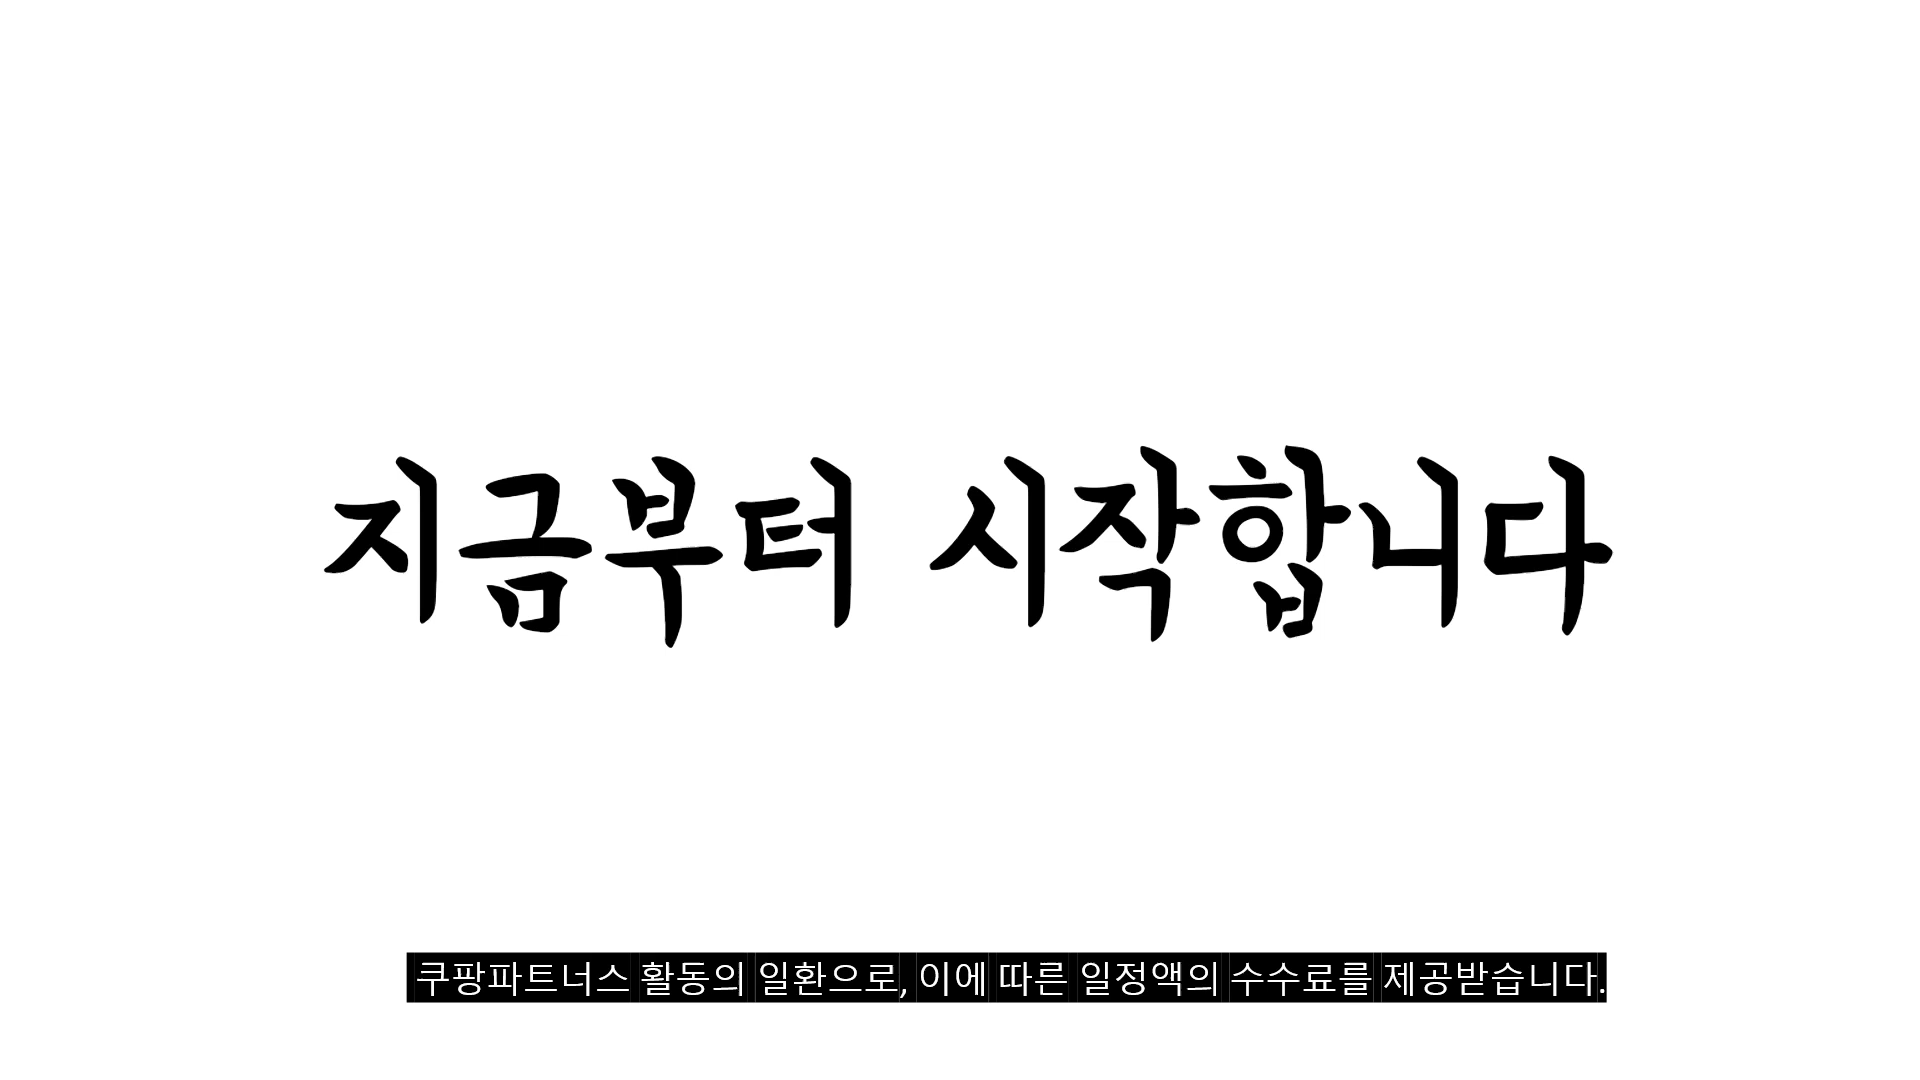 지금부터 시작합니다
쿠팡파트너스 활동의 일환으로, 이에 따른 일정액의 수수료를 제공받습니다.